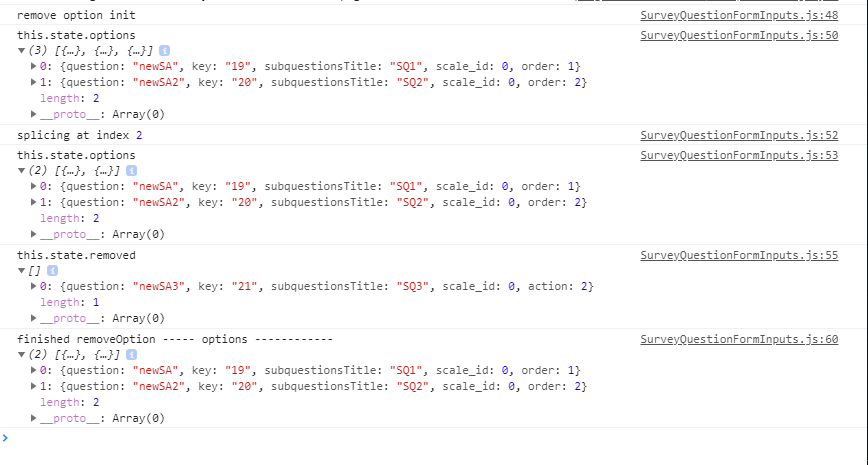 remove option init SurveyQuestionFormInputs.js:48
this.state.options SurveyQuestionFormInputs.js:50
▼(3) [{…}, {…}, {…}] i
▶0: {question: "newSA", key: "19", subquestionsTitle: "SQ1", scale_id: 0, order: 1}
▶1: {question: "newSA2", key: "20", subquestionsTitle: "SQ2", scale_id: 0, order: 2}
length: 2
▶__proto__: Array(0)
splicing at index 2 SurveyQuestionFormInputs.js:52
this.state.options SurveyQuestionFormInputs.js:53
▼(2) [{…}, {…}] i
▶0: {question: "newSA", key: "19", subquestionsTitle: "SQ1", scale_id: 0, order: 1}
▶1: {question: "newSA2", key: "20", subquestionsTitle: "SQ2", scale_id: 0, order: 2}
length: 2
▶__proto__: Array(0)
this.state.removed SurveyQuestionFormInputs.js:55
▼[] i
▶0: {question: "newSA3", key: "21", subquestionsTitle: "SQ3", scale_id: 0, action: 2}
length: 1
▶__proto__: Array(0)
finished removeOption ----- options ------------ SurveyQuestionFormInputs.js:60
▼(2) [{…}, {…}] i
▶0: {question: "newSA", key: "19", subquestionsTitle: "SQ1", scale_id: 0, order: 1}
▶1: {question: "newSA2", key: "20", subquestionsTitle: "SQ2", scale_id: 0, order: 2}
length: 2
▶__proto__: Array(0)
>